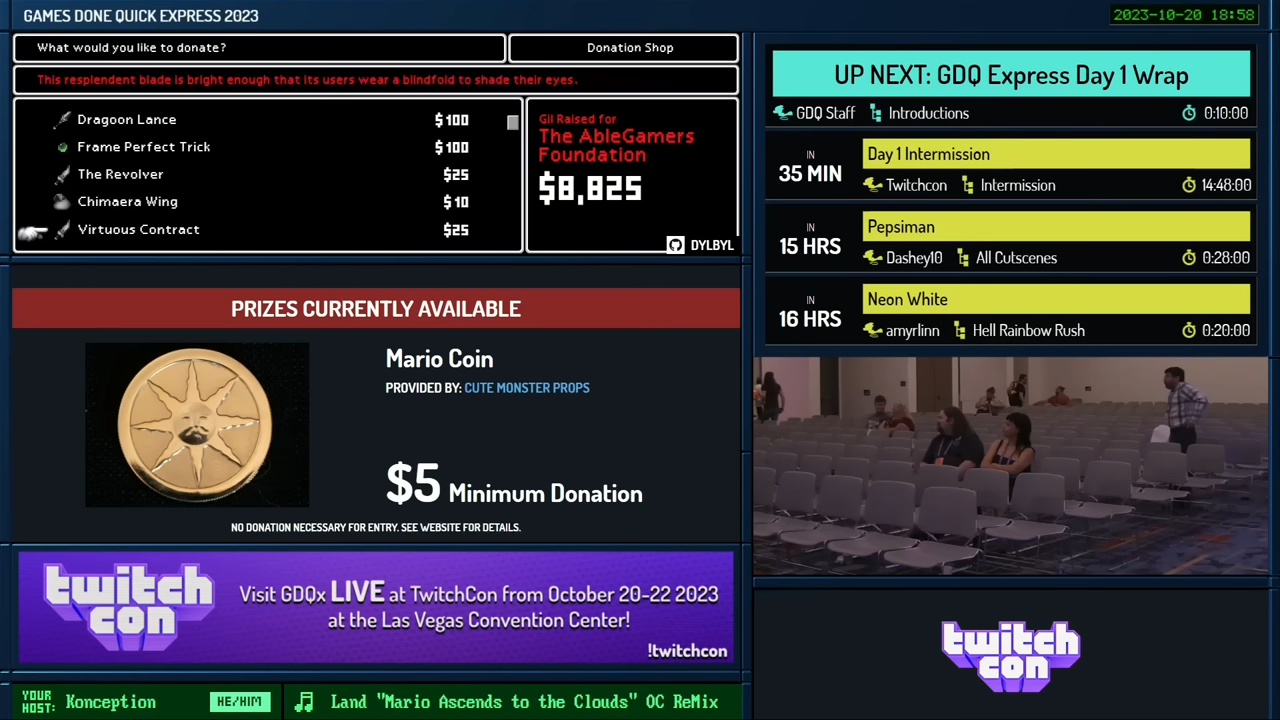 GAMES DONE QUICK EXPRESS 2023
2023-10-20 18:58
What would you like to donate?
Donation Shop
This resplendent blade is bright enough that its users wear a blindfold to shade their eyes.
Dragoon Lance $100
Frame Perfect Trick $100
The Revolver $25
Chimaera Wing $10
Virtuous Contract $25
Gil Raised for
The AbleGamers
Foundation
$8,825
DYLBYL
PRIZES CURRENTLY AVAILABLE
Mario Coin
PROVIDED BY: CUTE MONSTER PROPS
$5 Minimum Donation
NO DONATION NECESSARY FOR ENTRY. SEE WEBSITE FOR DETAILS.
twitch
con
Visit GDQx LIVE at TwitchCon from October 20-22 2023
at the Las Vegas Convention Center!
!twitchcon
UP NEXT: GDQ Express Day 1 Wrap
GDQ Staff Introductions 0:10:00
IN
35 MIN
Day 1 Intermission
Twitchcon Intermission 14:48:00
IN
15 HRS
Pepsiman
Dashey10 All Cutscenes 0:28:00
IN
16 HRS
Neon White
amyrlinn Hell Rainbow Rush 0:20:00
twitch
con
YOUR
HOST:
Konception HE/HIM
Land "Mario Ascends to the Clouds" OC ReMix